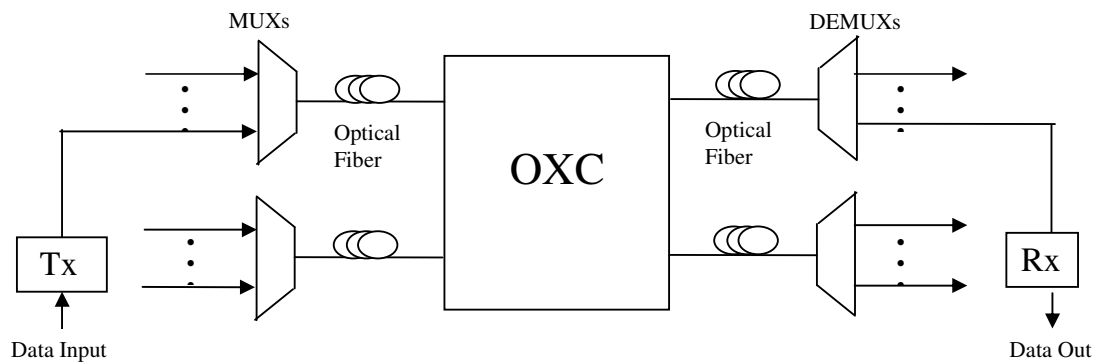 MUXs
DEMUXs
Optical
Fiber
Optical
Fiber
OXC
Tx
Rx
Data Input
Data Out